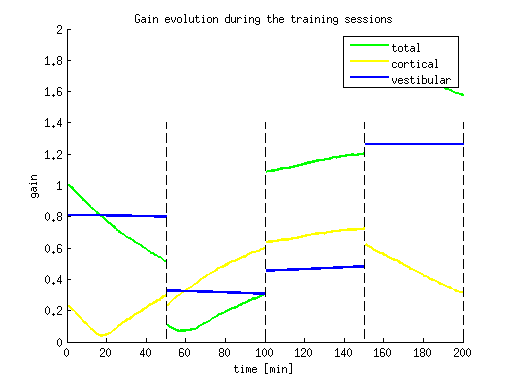 Gain evolution during the training sessions
2
1.8
1.6
1.4
1.2
1
0.8
0.6
0.4
0.2
0
gain
total
cortical
vestibular
0 20 40 60 80 100 120 140 160 180 200
time [min]